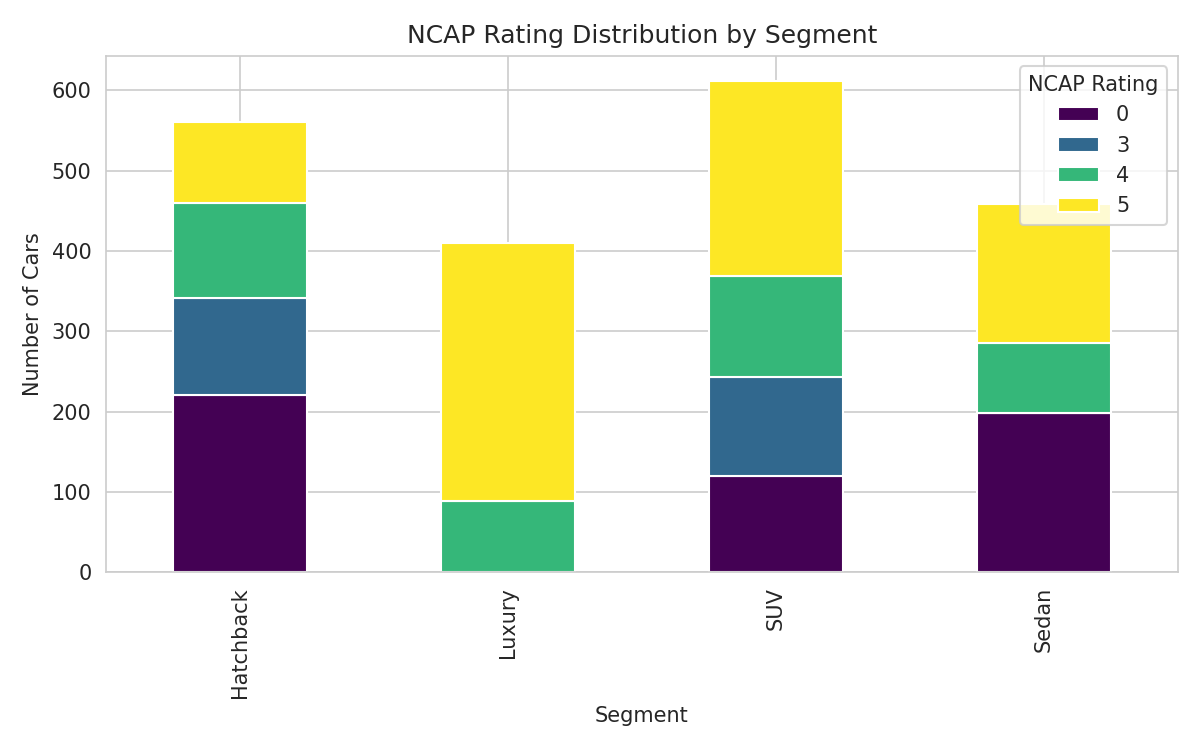 NCAP Rating Distribution by Segment
NCAP Rating
0
3
4
5
Number of Cars
600
500
400
300
200
100
0
Hatchback
Luxury
SUV
Sedan
Segment